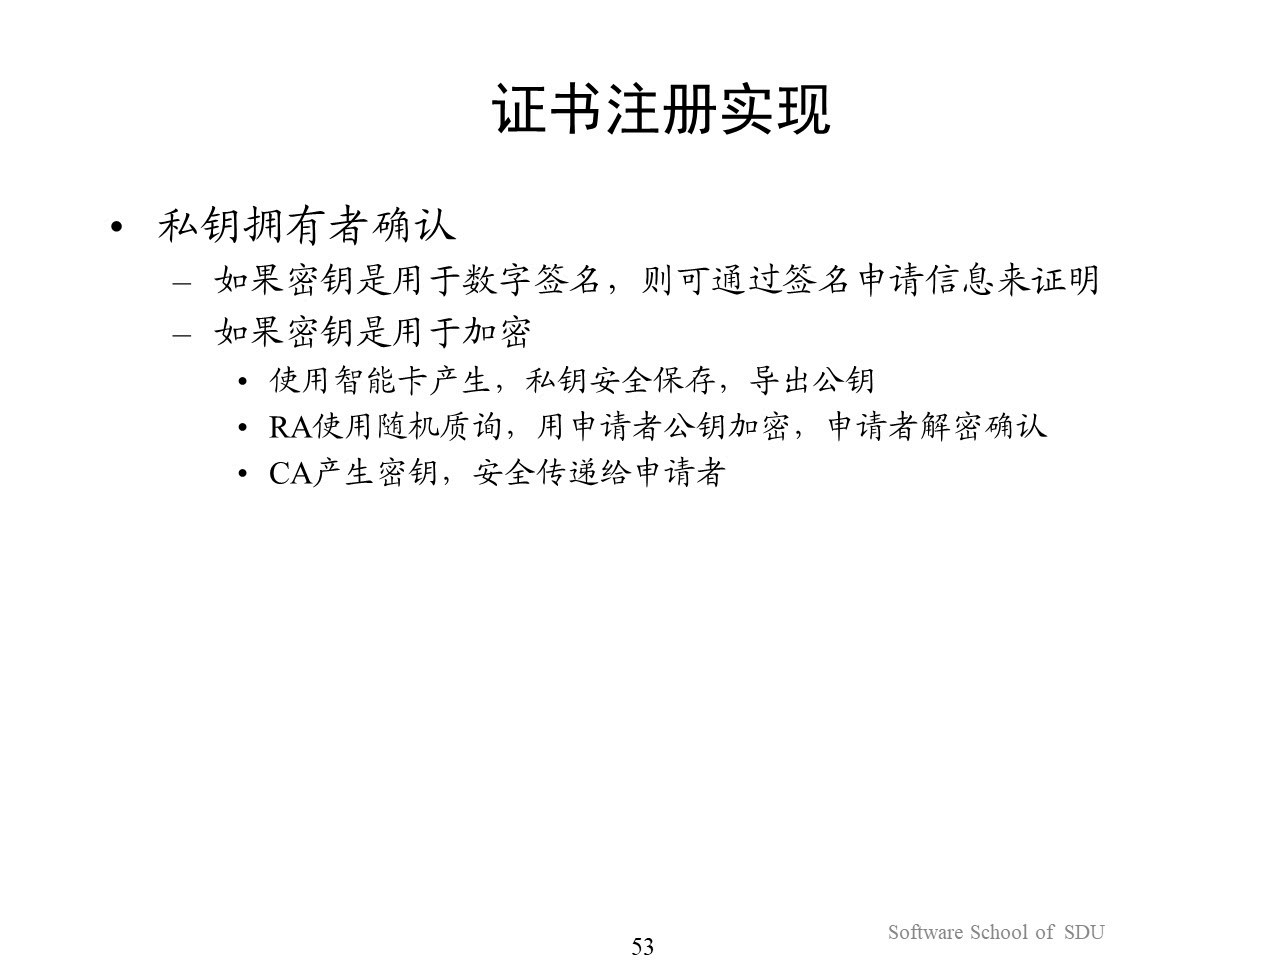 证书注册实现
• 私钥拥有者确认
– 如果密钥是用于数字签名，则可通过签名申请信息来证明
– 如果密钥是用于加密
• 使用智能卡产生，私钥安全保存，导出公钥
• RA使用随机质询，用申请者公钥加密，申请者解密确认
• CA产生密钥，安全传递给申请者
Software School of SDU
53